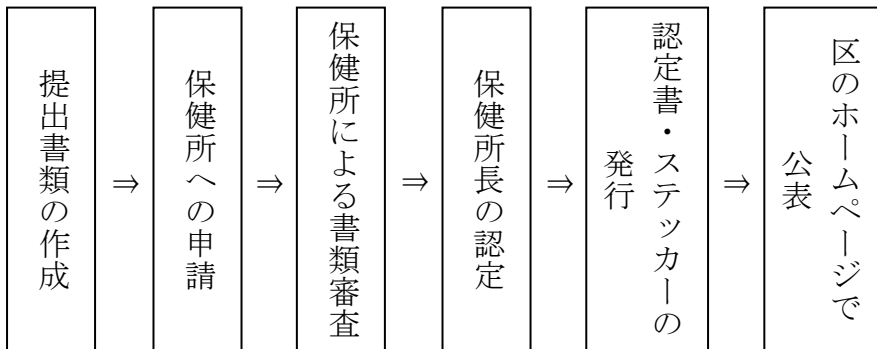 提出書類の作成
⇒
保健所への申請
⇒
保健所による書類審査
⇒
保健所長の認定
⇒
認定書・ステッカーの
発行
⇒
区のホームページで
公表